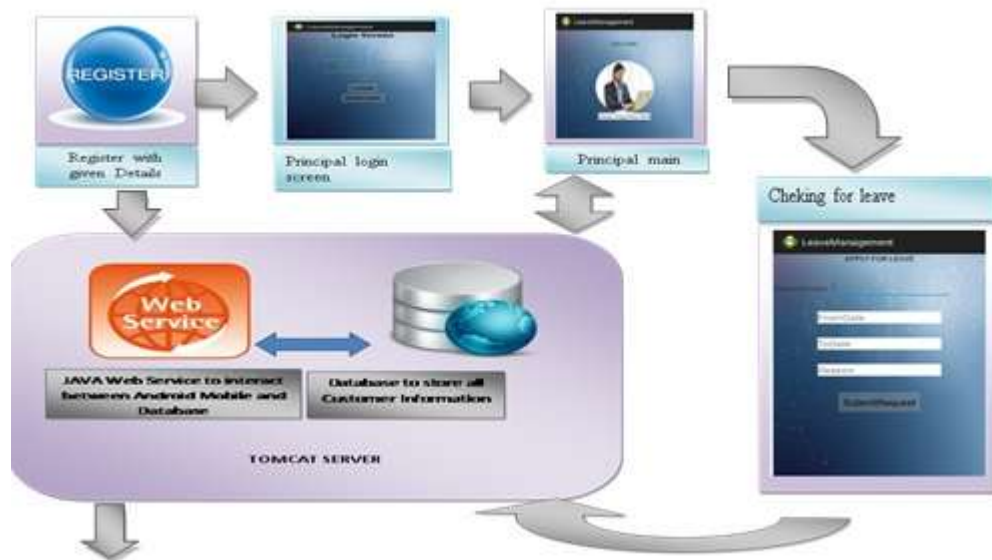 REGISTER
Register with
given Details
LeaveManagement
Login Screen
Principal login
screen
LeaveManagement
Principal main
Cheking for leave
LeaveManagement
APPLY FOR LEAVE
FromDate
ToDate
Reason
SubmitRequest
Web
Service
JAVA Web Service to interact
between Android Mobile and
Database
Database to store all
Customer Information
TOMCAT SERVER